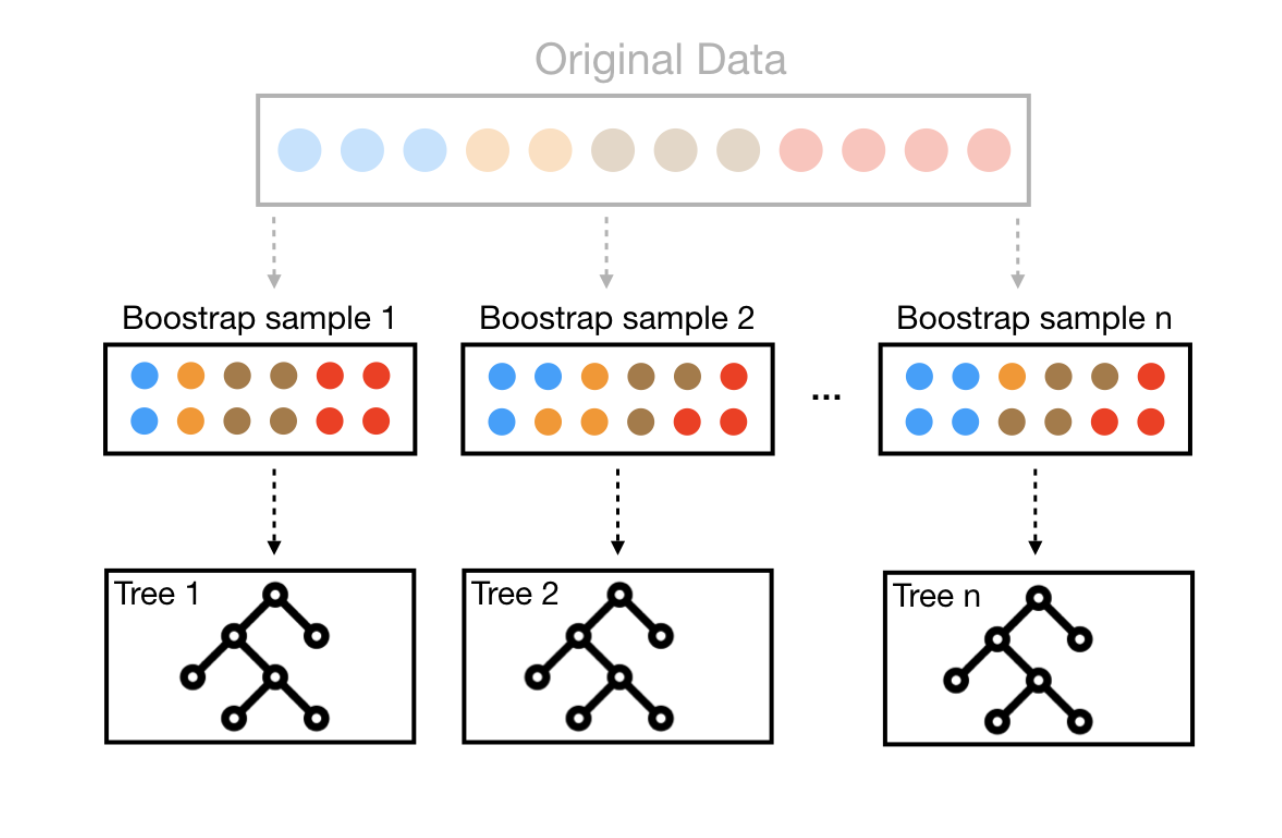 Original Data
Boostrap sample 1
Boostrap sample 2
Boostrap sample n
...
Tree 1
Tree 2
Tree n